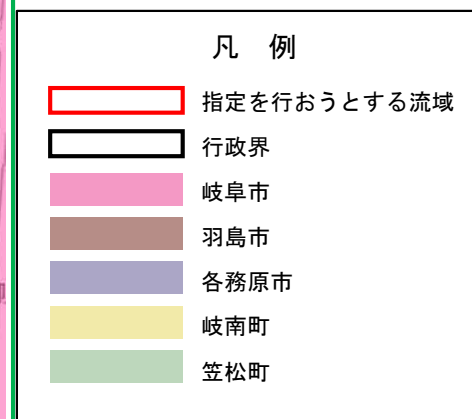 凡 例
指定を行おうとする流域
行政界
岐阜市
羽島市
各務原市
岐南町
笠松町